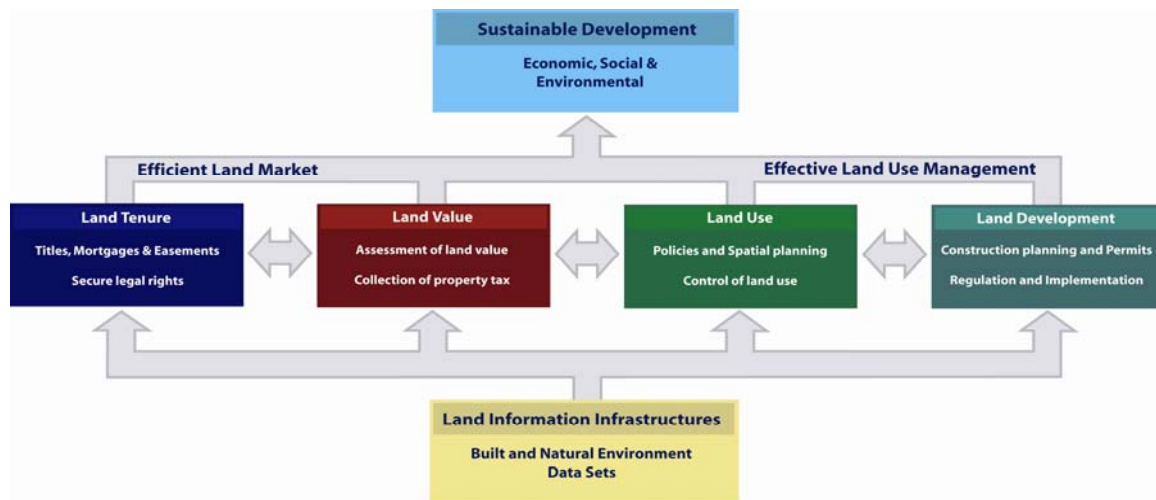 Sustainable Development
Economic, Social &
Environmental
Efficient Land Market
Effective Land Use Management
Land Tenure
Titles, Mortgages & Easements
Secure legal rights
Land Value
Assessment of land value
Collection of property tax
Land Use
Policies and Spatial planning
Control of land use
Land Development
Construction planning and Permits
Regulation and Implementation
Land Information Infrastructures
Built and Natural Environment
Data Sets